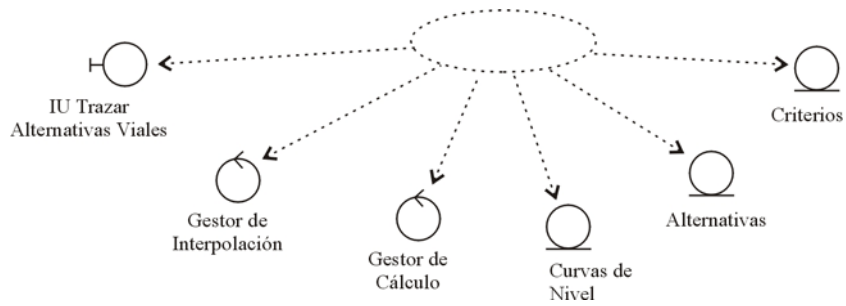 IU Trazar
Alternativas Viales
Criterios
Gestor de
Interpolación
Alternativas
Gestor de
Cálculo
Curvas de
Nivel